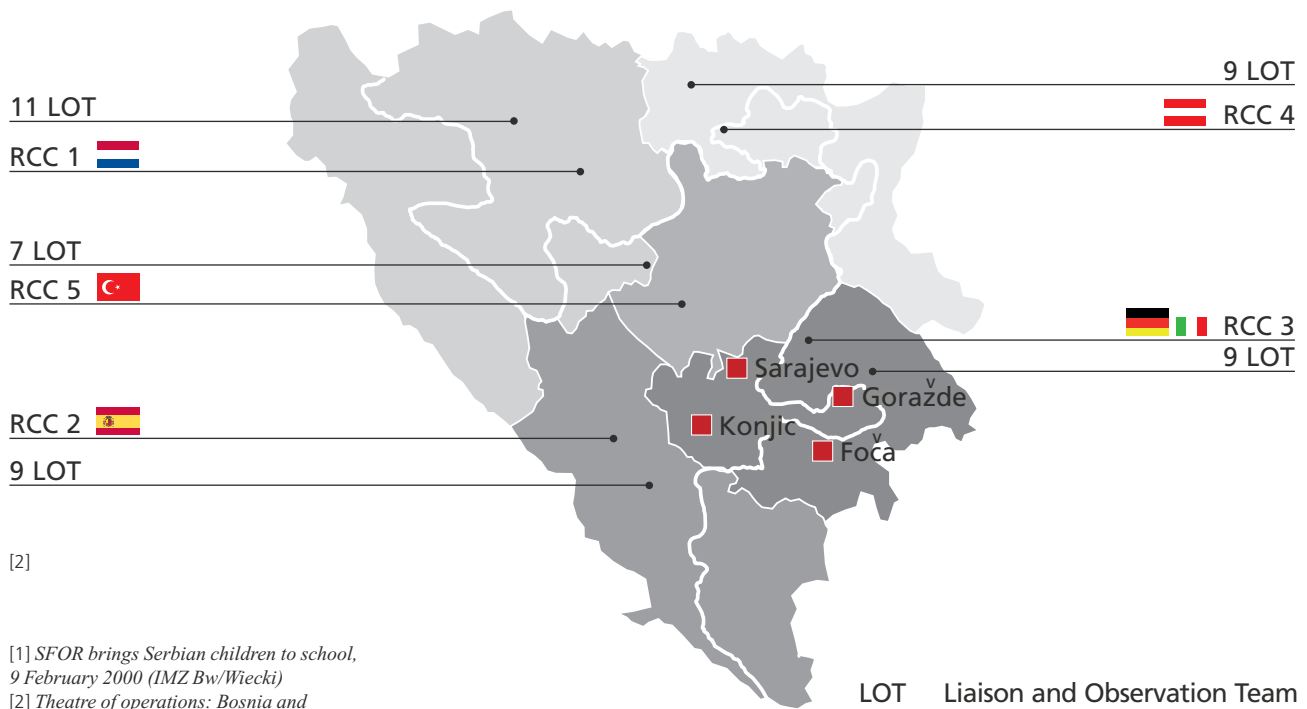 9 LOT
11 LOT
RCC 4
RCC 1
7 LOT
RCC 5
RCC 3
9 LOT
Sarajevo
Goražde
RCC 2
Konjic
Foča
9 LOT
[2]
[1] SFOR brings Serbian children to school,
9 February 2000 (IMZ Bw/Wiecki)
[2] Theatre of operations: Bosnia and
LOT Liaison and Observation Team